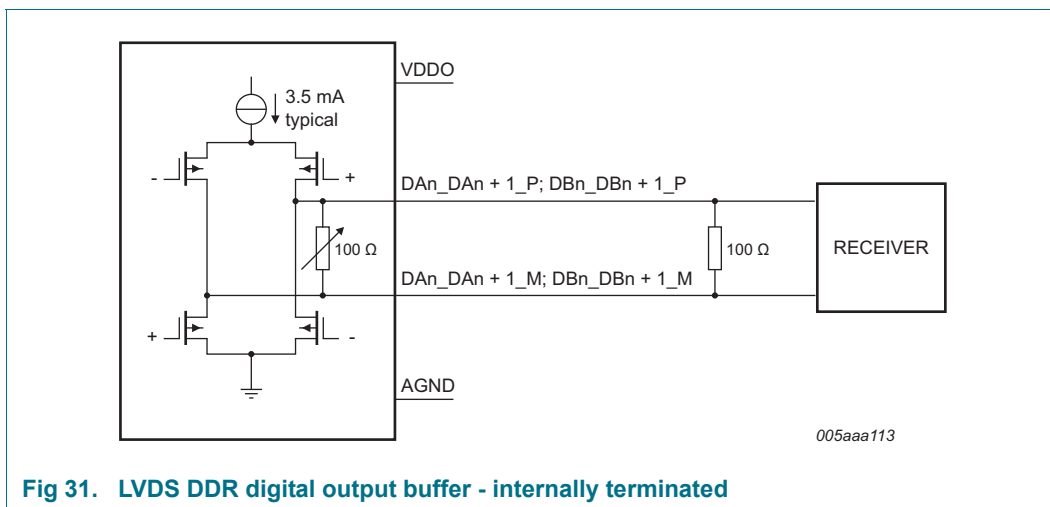 VDDO
3.5 mA
typical
-
+
DAn_DAn + 1_P; DBn_DBn + 1_P
100 Ω
100 Ω
RECEIVER
DAn_DAn + 1_M; DBn_DBn + 1_M
+
-
AGND
005aaa113
Fig 31. LVDS DDR digital output buffer - internally terminated